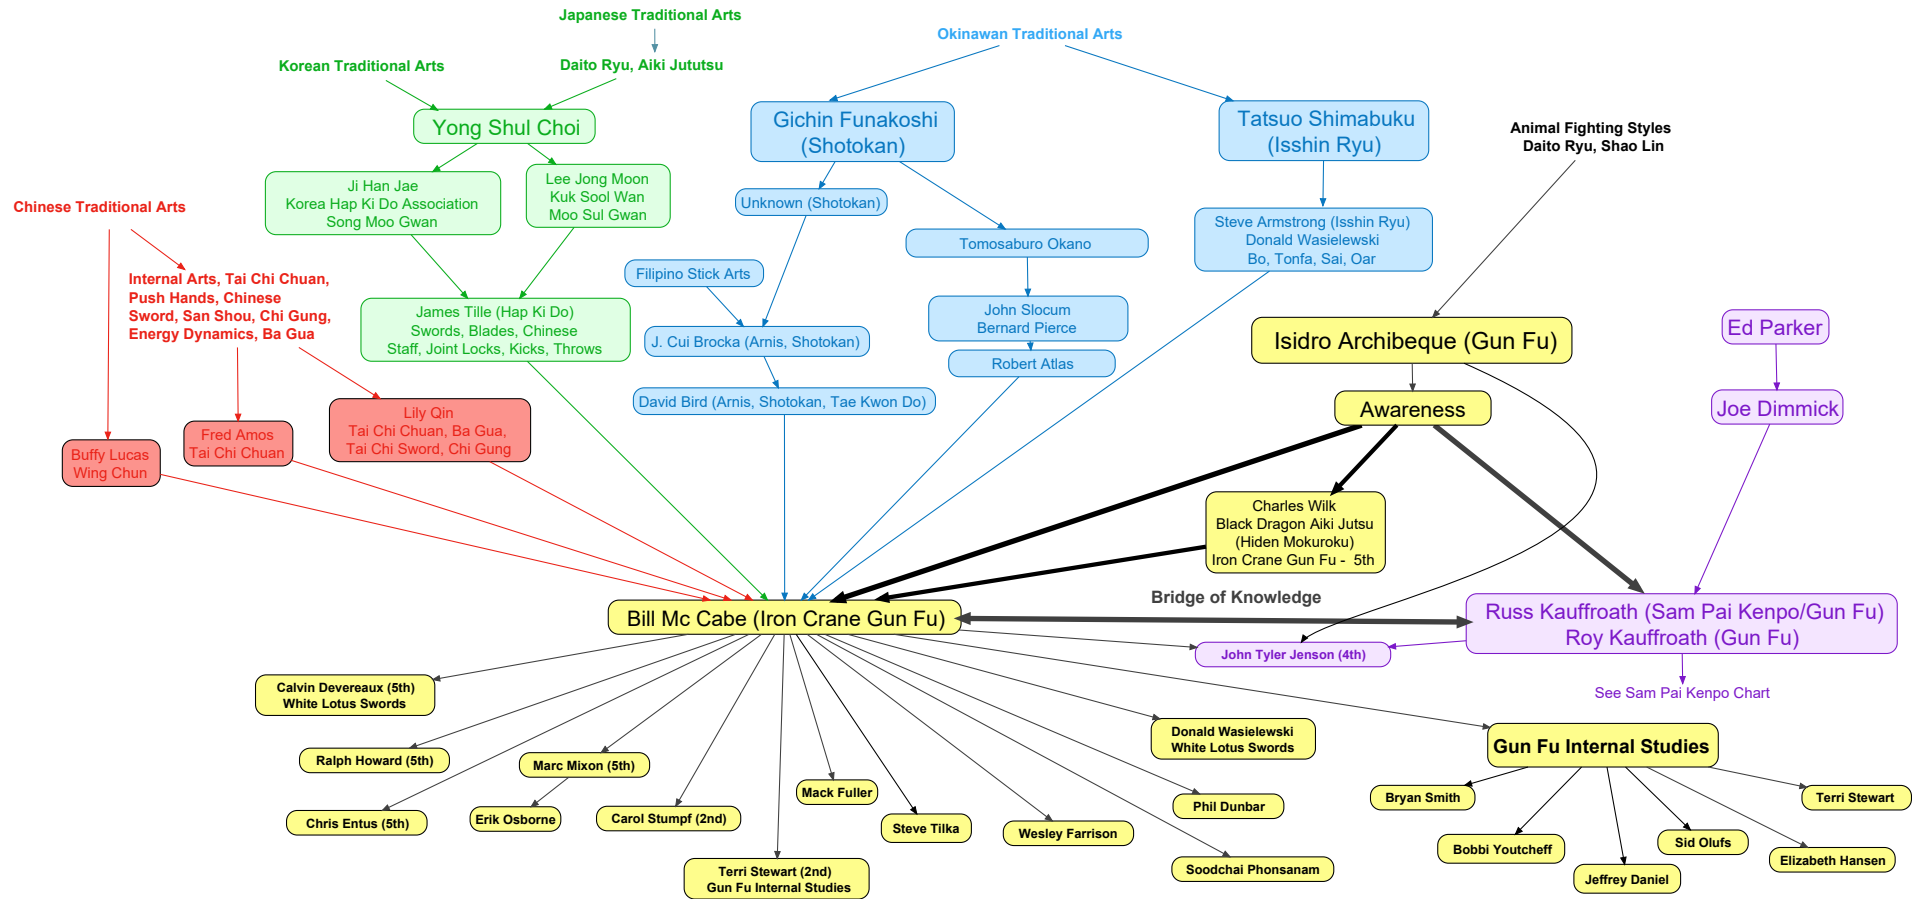 Japanese Traditional Arts
Okinawan Traditional Arts
Korean Traditional Arts
Daito Ryu, Aiki Jututsu
Yong Shul Choi
Gichin Funakoshi
(Shotokan)
Tatsuo Shimabuku
(Isshin Ryu)
Animal Fighting Styles
Daito Ryu, Shao Lin
Ji Han Jae
Korea Hap Ki Do Association
Song Moo Gwan
Lee Jong Moon
Kuk Sool Wan
Moo Sul Gwan
Unknown (Shotokan)
Chinese Traditional Arts
Tomosaburo Okano
Steve Armstrong (Isshin Ryu)
Donald Wasielewski
Bo, Tonfa, Sai, Oar
Internal Arts, Tai Chi Chuan,
Push Hands, Chinese
Sword, San Shou, Chi Gung,
Energy Dynamics, Ba Gua
Filipino Stick Arts
James Tille (Hap Ki Do)
Swords, Blades, Chinese
Staff, Joint Locks, Kicks, Throws
John Slocum
Bernard Pierce
J. Cui Brocka (Arnis, Shotokan)
Isidro Archibeque (Gun Fu)
Ed Parker
Robert Atlas
David Bird (Arnis, Shotokan, Tae Kwon Do)
Awareness
Joe Dimmick
Lily Qin
Tai Chi Chuan, Ba Gua,
Tai Chi Sword, Chi Gung
Fred Amos
Tai Chi Chuan
Buffy Lucas
Wing Chun
Charles Wilk
Black Dragon Aiki Jutsu
(Hiden Mokuroku)
Iron Crane Gun Fu - 5th
Bridge of Knowledge
Bill Mc Cabe (Iron Crane Gun Fu)
Russ Kauffroath (Sam Pai Kenpo/Gun Fu)
Roy Kauffroath (Gun Fu)
John Tyler Jenson (4th)
See Sam Pai Kenpo Chart
Calvin Devereaux (5th)
White Lotus Swords
Donald Wasielewski
White Lotus Swords
Gun Fu Internal Studies
Ralph Howard (5th)
Marc Mixon (5th)
Mack Fuller
Phil Dunbar
Bryan Smith
Terri Stewart
Chris Entus (5th)
Erik Osborne
Carol Stumpf (2nd)
Steve Tilka
Wesley Farrison
Bobbi Youtcheff
Sid Olufs
Elizabeth Hansen
Terri Stewart (2nd)
Gun Fu Internal Studies
Soodchai Phonsanam
Jeffrey Daniel